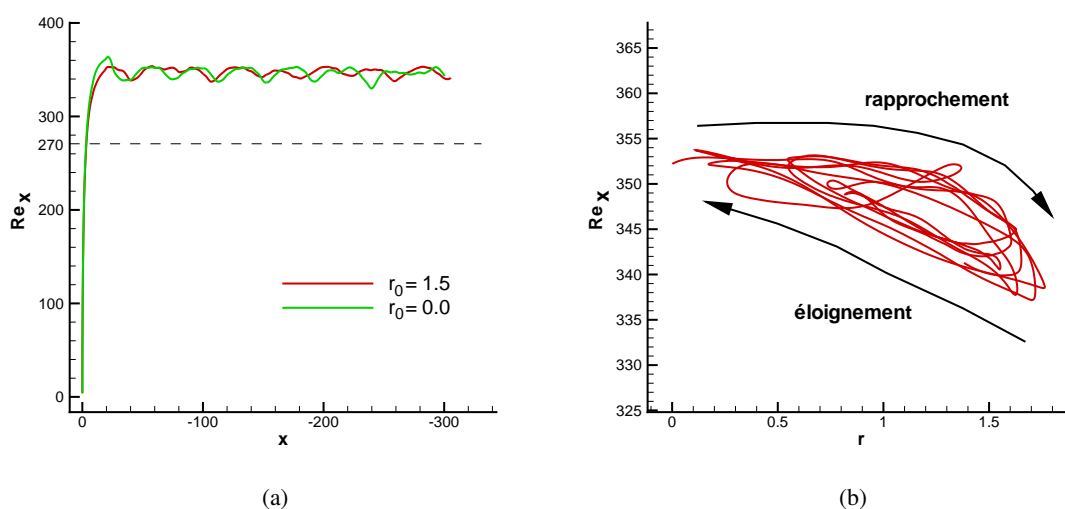 400
300
270
200
100
0
Re x
0
-100
-200
-300
x
r0 = 1.5
r0 = 0.0
(a)
365
360
355
350
345
340
335
330
325
Re x
0
0.5
1
1.5
r
rapprochement
éloignement
(b)